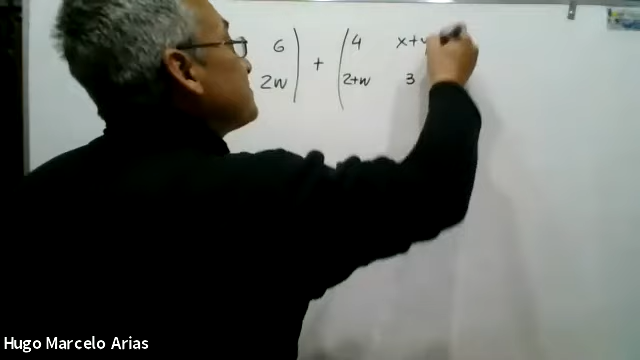 6 | + | 4 x+
2w | | 2+w 3
Hugo Marcelo Arias